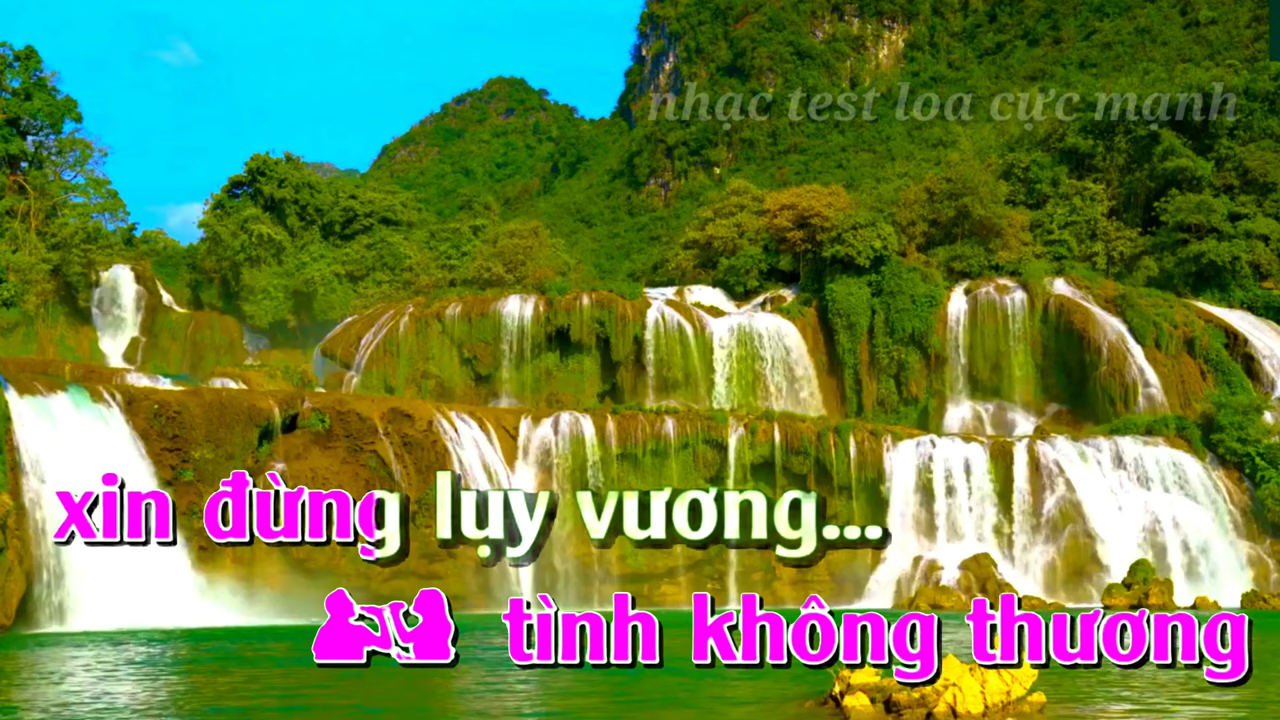 nhạc test loa cực mạnh
xin đừng lụy vương...
tình không thương